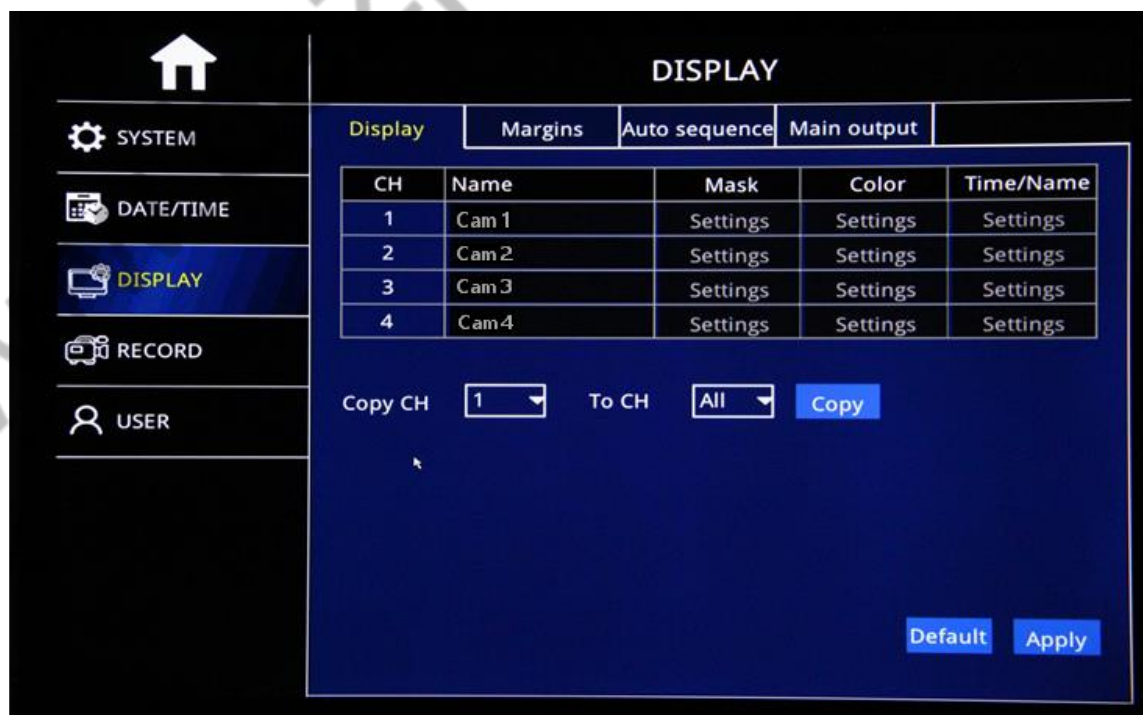 DISPLAY
SYSTEM
DATE/TIME
DISPLAY
RECORD
USER
Display Margins Auto sequence Main output
CH Name Mask Color Time/Name
1 Cam 1 Settings Settings Settings
2 Cam 2 Settings Settings Settings
3 Cam 3 Settings Settings Settings
4 Cam 4 Settings Settings Settings
Copy CH 1 To CH All Copy
Default Apply